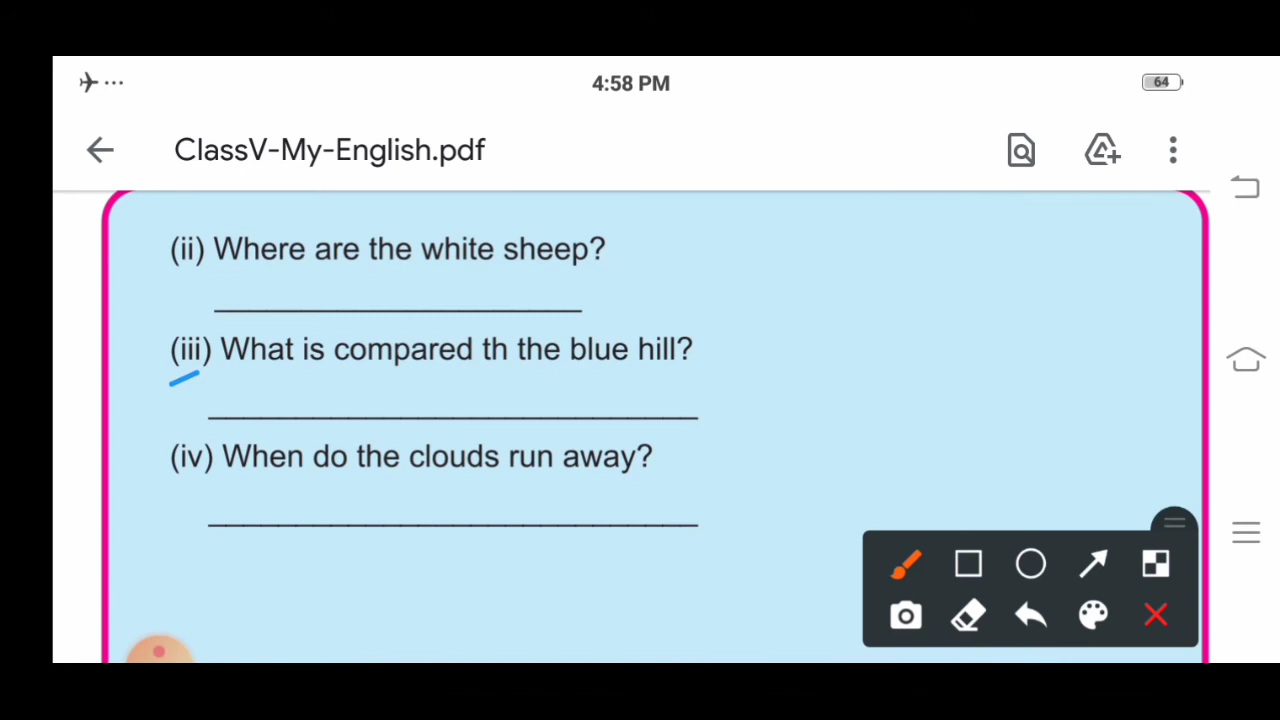 4:58 PM
64
ClassV-My-English.pdf
(ii) Where are the white sheep?
(iii) What is compared th the blue hill?
(iv) When do the clouds run away?